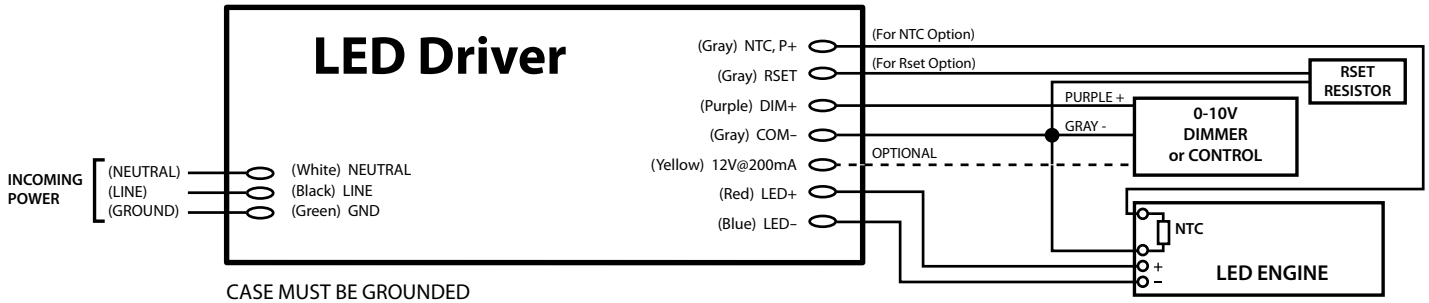 LED Driver
INCOMING
POWER
(NEUTRAL)
(LINE)
(GROUND)
(White) NEUTRAL
(Black) LINE
(Green) GND
(Gray) NTC, P+
(Gray) RSET
(Purple) DIM+
(Gray) COM–
(Yellow) 12V@200mA
(Red) LED+
(Blue) LED–
(For NTC Option)
(For Rset Option)
PURPLE +
GRAY -
OPTIONAL
RSET
RESISTOR
0-10V
DIMMER
or CONTROL
NTC
+
–
LED ENGINE
CASE MUST BE GROUNDED